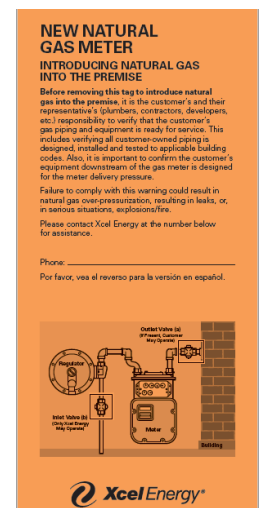 NEW NATURAL
GAS METER
INTRODUCING NATURAL GAS
INTO THE PREMISE
Before removing this tag to introduce natural
gas into the premise, it is the customer's and their
representative's (plumbers, contractors, developers,
etc.) responsibility to verify that the customer's
gas piping and equipment is ready for service. This
includes verifying all customer-owned piping is
designed, installed and tested to applicable building
codes. Also, it is important to confirm the customer's
equipment downstream of the gas meter is designed
for the meter delivery pressure.
Failure to comply with this warning could result in
natural gas over-pressurization, resulting in leaks, or,
in serious situations, explosions/fire.
Please contact Xcel Energy at the number below
for assistance.
Phone:
Por favor, vea el reverso para la versión en español.
Outlet Valve (a)
(If Present, Customer
May Operate)
Regulator
Inlet Valve (b)
(Only Xcel Energy
May Operate)
Meter
Building
Xcel Energy®